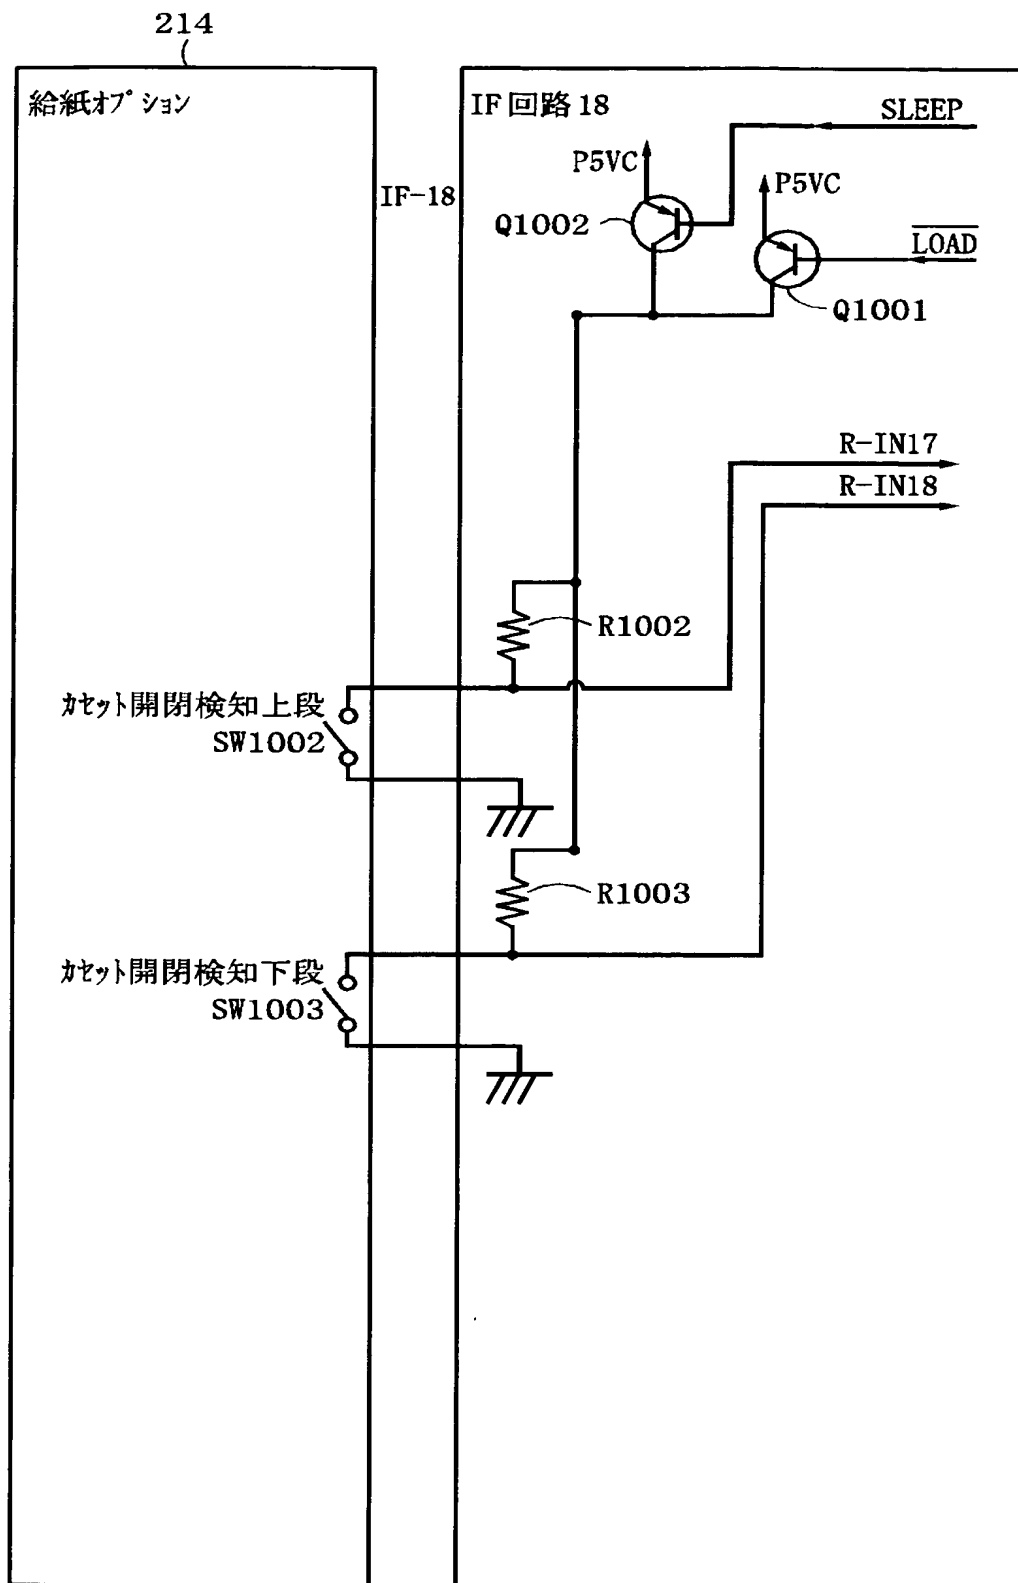 214
給紙オプション
IF-18
IF回路18
SLEEP
P5VC
Q1002
P5VC
L̅O̅A̅D̅
Q1001
R-IN17
R-IN18
R1002
カセット開閉検知上段
SW1002
R1003
カセット開閉検知下段
SW1003